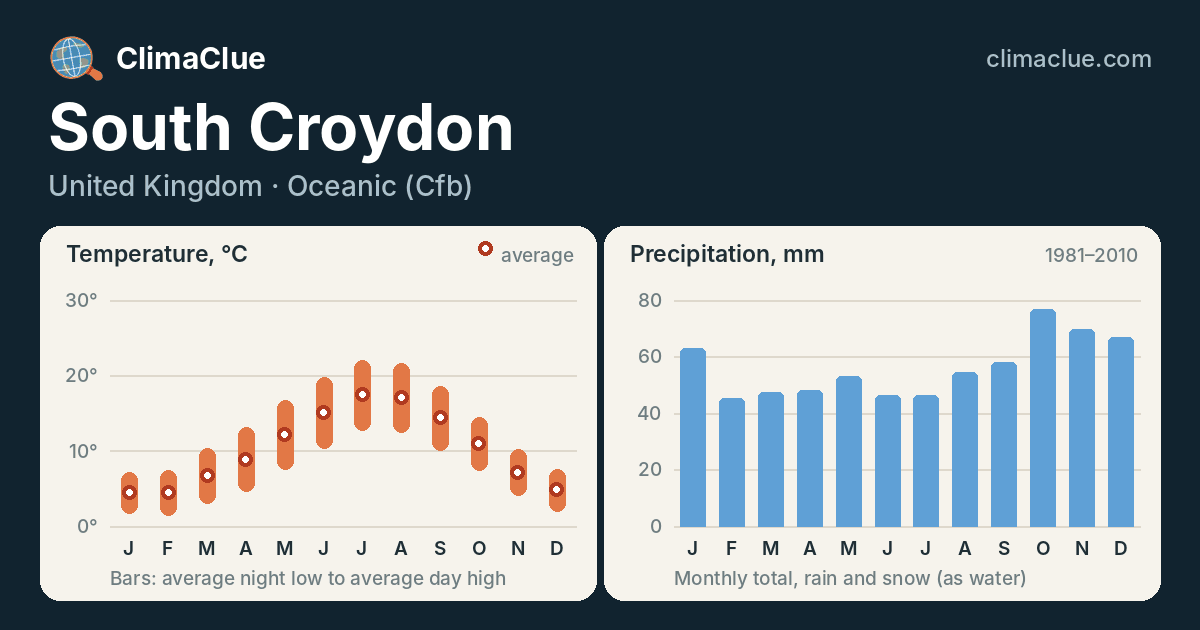 ClimaClue
climaclue.com
South Croydon
United Kingdom · Oceanic (Cfb)
Temperature, °C
average
30°
20°
10°
0°
J F M A M J J A S O N D
Bars: average night low to average day high
Precipitation, mm
1981–2010
80
60
40
20
0
J F M A M J J A S O N D
Monthly total, rain and snow (as water)